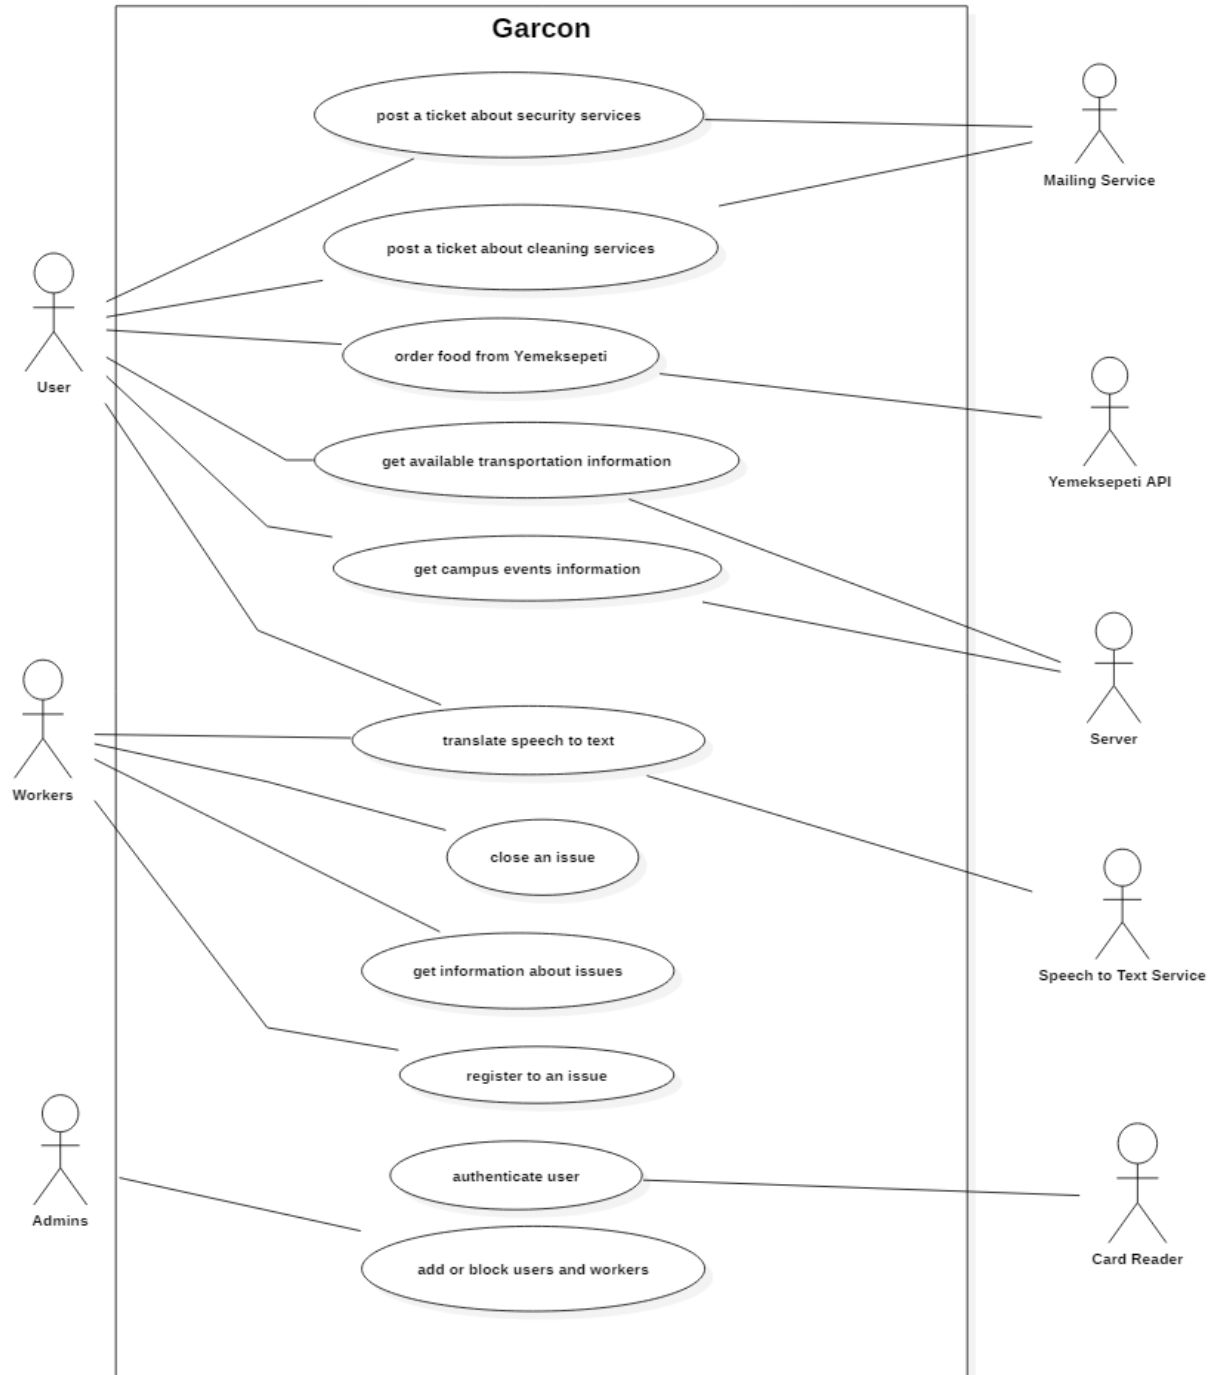 Garcon
post a ticket about security services
Mailing Service
post a ticket about cleaning services
User
order food from Yemeksepeti
Yemeksepeti API
get available transportation information
get campus events information
Server
Workers
translate speech to text
close an issue
get information about issues
Speech to Text Service
register to an issue
Admins
authenticate user
Card Reader
add or block users and workers